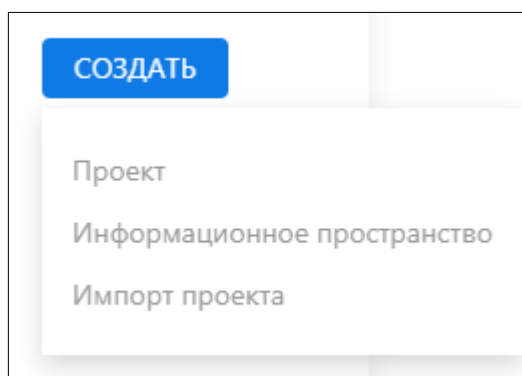 СОЗДАТЬ
Проект
Информационное пространство
Импорт проекта